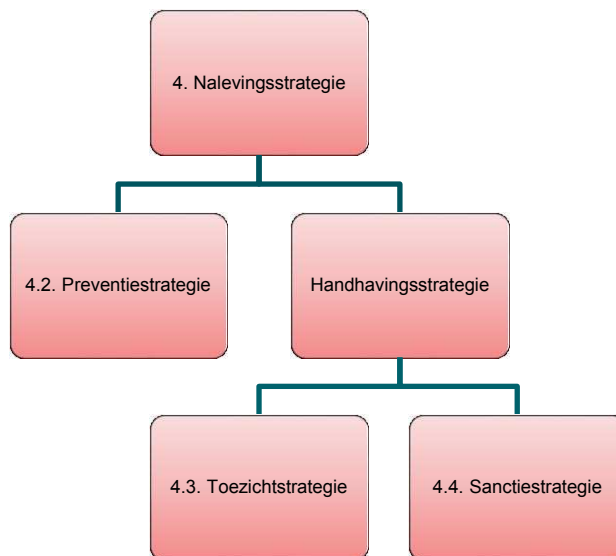 4. Nalevingsstrategie
4.2. Preventiestrategie
Handhavingsstrategie
4.3. Toezichtstrategie
4.4. Sanctiestrategie